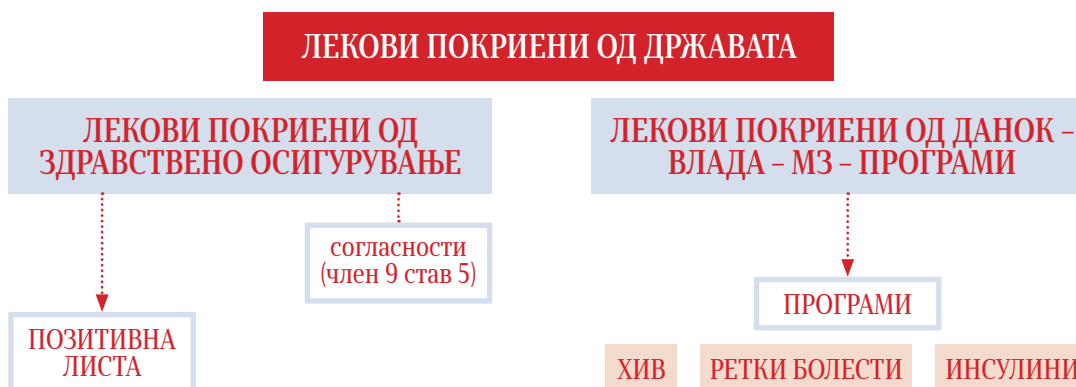 ЛЕКОВИ ПОКРИЕНИ ОД ДРЖАВАТА
ЛЕКОВИ ПОКРИЕНИ ОД
ЗДРАВСТВЕНО ОСИГУРУВАЊЕ
ЛЕКОВИ ПОКРИЕНИ ОД ДАНОК –
ВЛАДА – МЗ – ПРОГРАМИ
согласности
(член 9 став 5)
ПОЗИТИВНА
ЛИСТА
ПРОГРАМИ
ХИВ
РЕТКИ БОЛЕСТИ
ИНСУЛИНИ